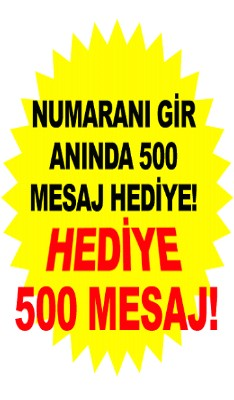 NUMARANI GİR
ANINDA 500
MESAJ HEDİYE!
HEDİYE
500 MESAJ!